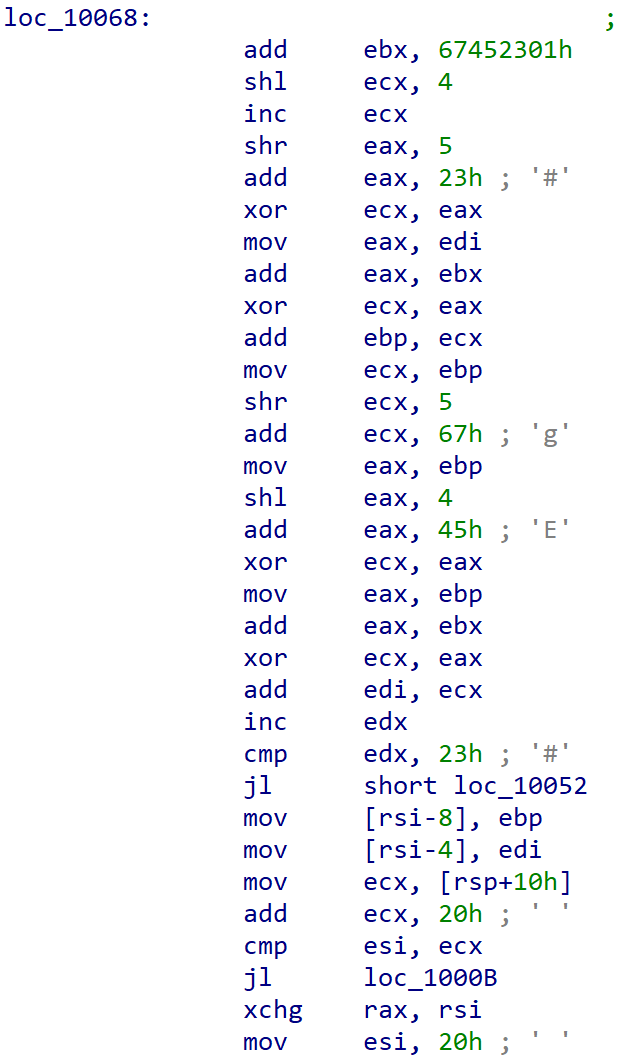 loc_10068: ;
add ebx, 67452301h
shl ecx, 4
inc ecx
shr eax, 5
add eax, 23h ; '#'
xor ecx, eax
mov eax, edi
add eax, ebx
xor ecx, eax
add ebp, ecx
mov ecx, ebp
shr ecx, 5
add ecx, 67h ; 'g'
mov eax, ebp
shl eax, 4
add eax, 45h ; 'E'
xor ecx, eax
mov eax, ebp
add eax, ebx
xor ecx, eax
add edi, ecx
inc edx
cmp edx, 23h ; '#'
jl short loc_10052
mov [rsi-8], ebp
mov [rsi-4], edi
mov ecx, [rsp+10h]
add ecx, 20h ; ' '
cmp esi, ecx
jl loc_1000B
xchg rax, rsi
mov esi, 20h ; ' '